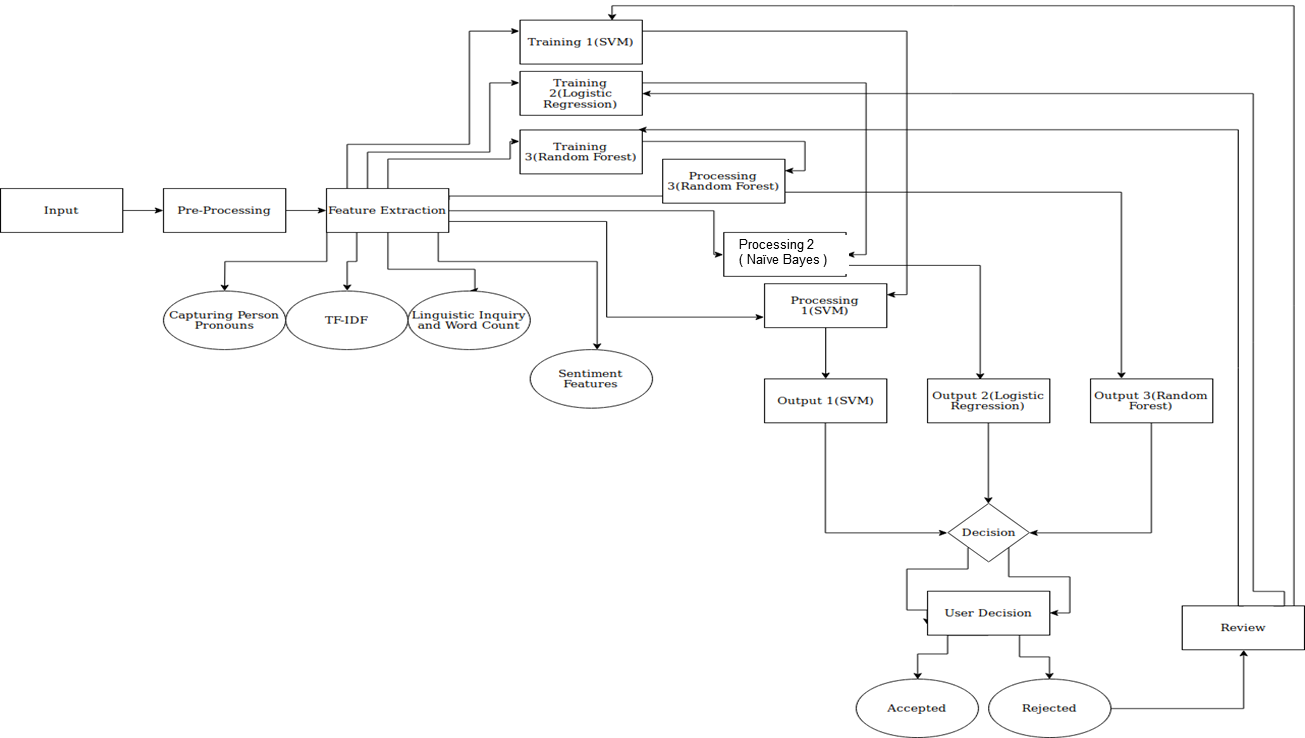 Training 1(SVM)
Training
2(Logistic
Regression)
Training
3(Random Forest)
Processing
3(Random Forest)
Input
Pre-Processing
Feature Extraction
Processing 2
( Naïve Bayes )
Processing
1(SVM)
Capturing Person
Pronouns
TF-IDF
Linguistic Inquiry
and Word Count
Sentiment
Features
Output 1(SVM)
Output 2(Logistic
Regression)
Output 3(Random
Forest)
Decision
User Decision
Review
Accepted
Rejected